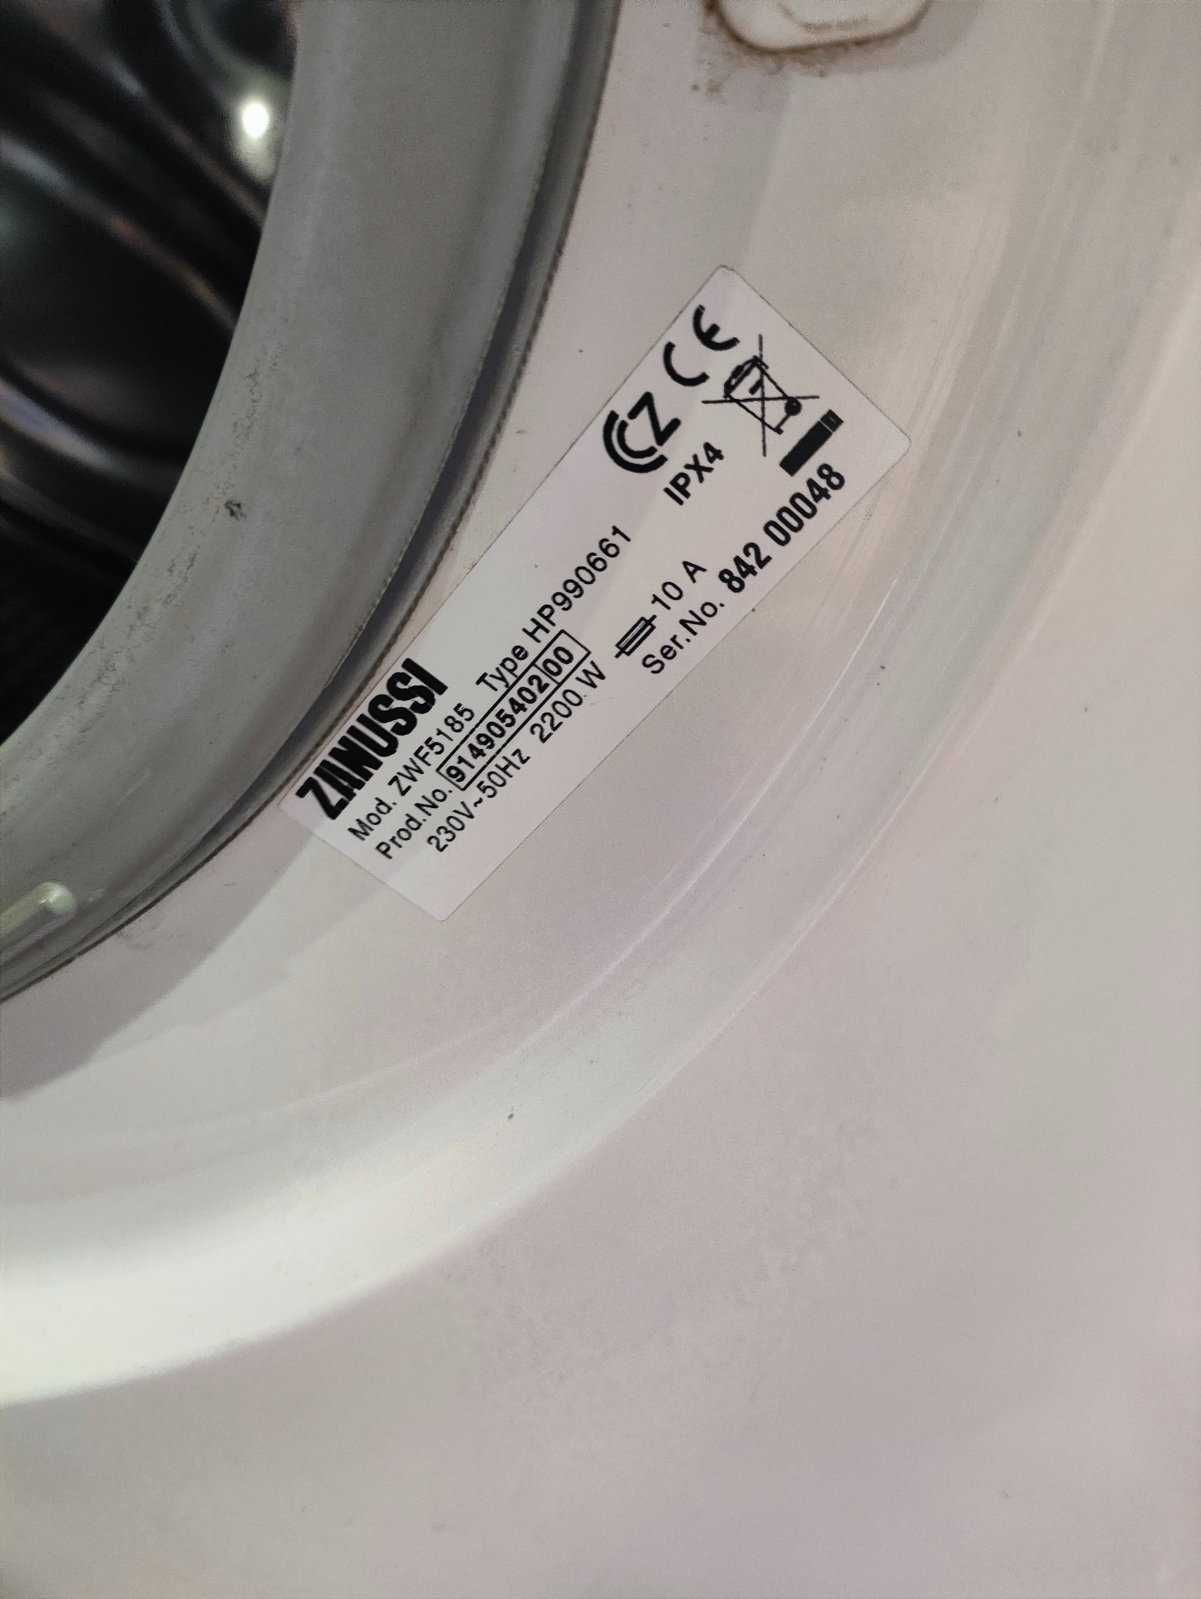 ZANUSSI
Mod. ZWF5185 Type HP990661
Prod.No. 914905402 00
230V~50Hz 2200 W 10 A
IPX4
Ser.No. 842 00048
CE